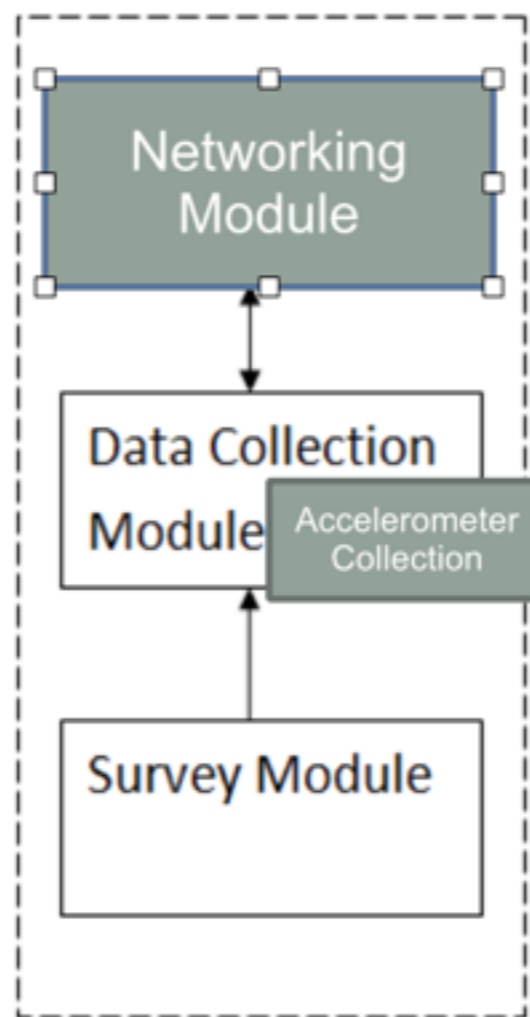 Networking
Module
Data Collection
Module
Accelerometer
Collection
Survey Module